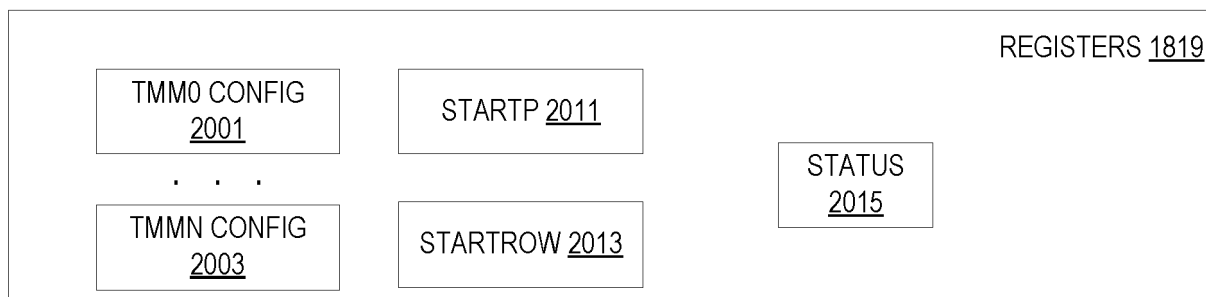 REGISTERS 1819
TMM0 CONFIG
2001
STARTP 2011
STATUS
2015
. . .
TMMN CONFIG
2003
STARTROW 2013